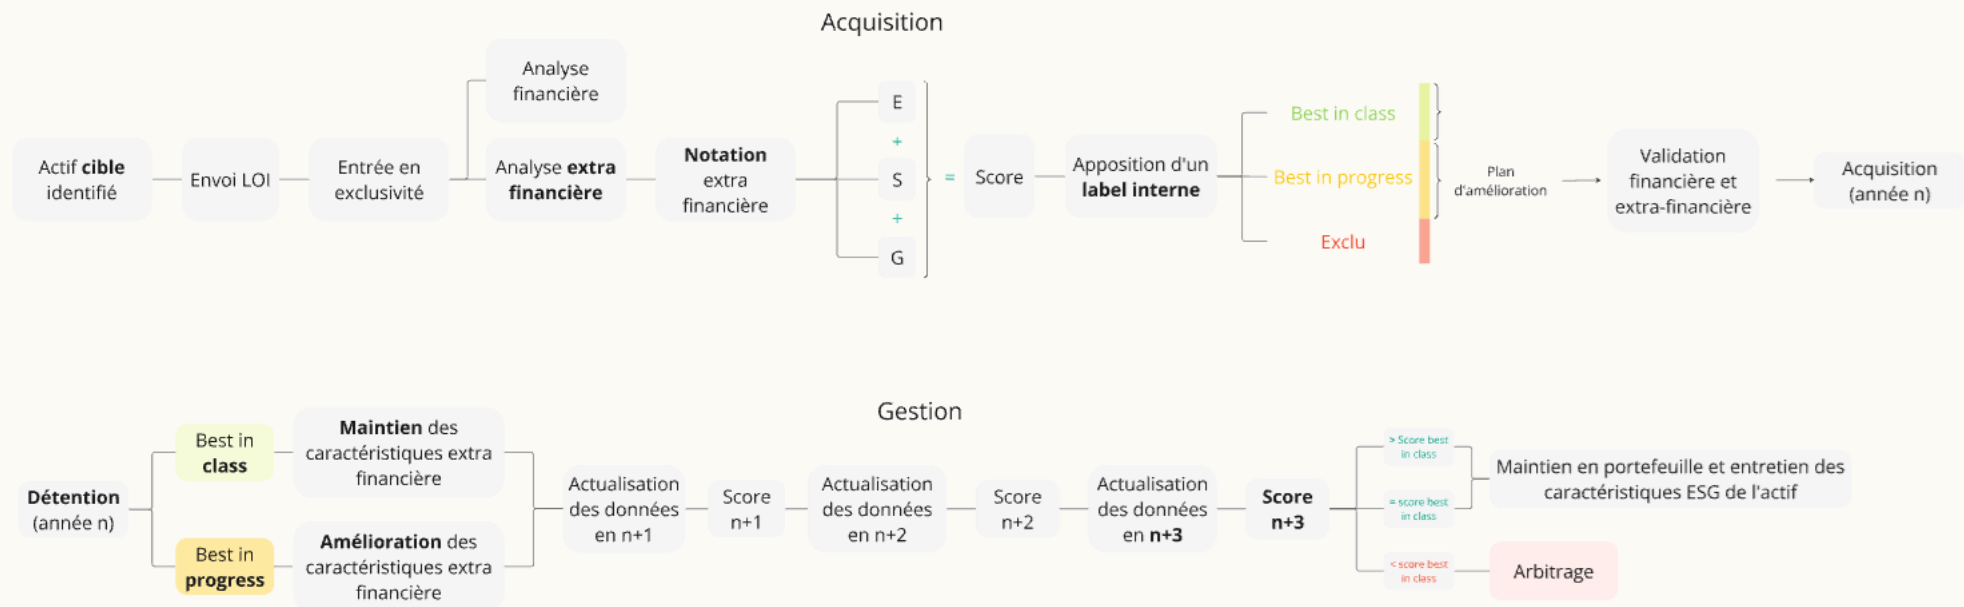 Acquisition
Analyse
financière
Actif cible
identifié
Envoi LOI
Entrée en
exclusivité
Analyse extra
financière
Notation
extra
financière
E
+
S
+
G
=
Score
Apposition d'un
label interne
Best in class
Best in progress
Exclu
Plan
d'amélioration
Validation
financière et
extra-financière
Acquisition
(année n)
Gestion
Détention
(année n)
Best in
class
Maintien des
caractéristiques extra
financière
Best in
progress
Amélioration des
caractéristiques extra
financière
Actualisation
des données
en n+1
Score
n+1
Actualisation
des données
en n+2
Score
n+2
Actualisation
des données
en n+3
Score
n+3
> Score best
in class
= score best
in class
< score best
in class
Maintien en portefeuille et entretien des
caractéristiques ESG de l'actif
Arbitrage